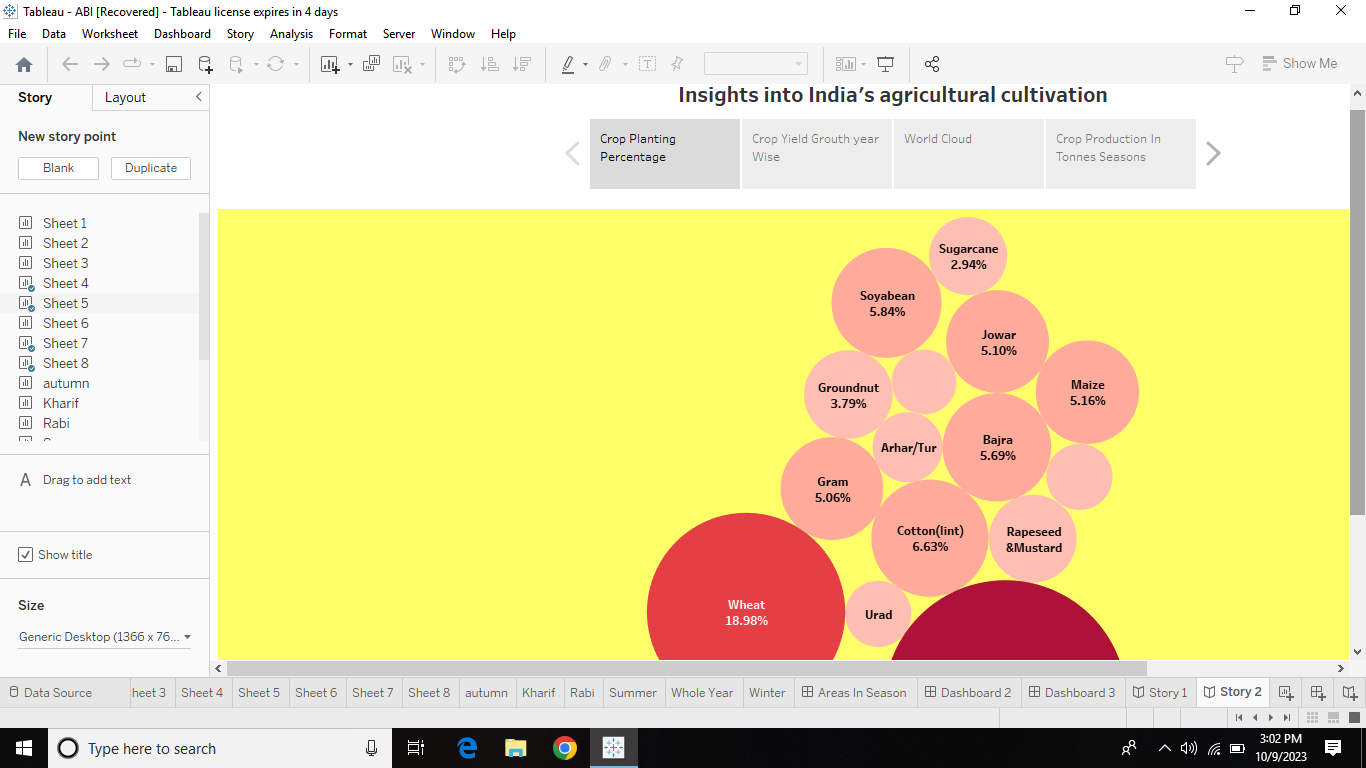 Tableau - ABI [Recovered] - Tableau license expires in 4 days
File Data Worksheet Dashboard Story Analysis Format Server Window Help
Show Me
Story Layout
New story point
Blank Duplicate
Sheet 1
Sheet 2
Sheet 3
Sheet 4
Sheet 5
Sheet 6
Sheet 7
Sheet 8
autumn
Kharif
Rabi
A Drag to add text
Show title
Size
Generic Desktop (1366 x 76...
Insights into India’s agricultural cultivation
Crop Planting
Percentage
Crop Yield Grouth year
Wise
World Cloud
Crop Production In
Tonnes Seasons
Sugarcane
2.94%
Soyabean
5.84%
Jowar
5.10%
Maize
5.16%
Groundnut
3.79%
Arhar/Tur
Bajra
5.69%
Gram
5.06%
Cotton(lint)
6.63%
Rapeseed
&Mustard
Wheat
18.98%
Urad
Data Source heet 3 Sheet 4 Sheet 5 Sheet 6 Sheet 7 Sheet 8 autumn Kharif Rabi Summer Whole Year Winter Areas In Season Dashboard 2 Dashboard 3 Story 1 Story 2
Type here to search
3:02 PM
10/9/2023